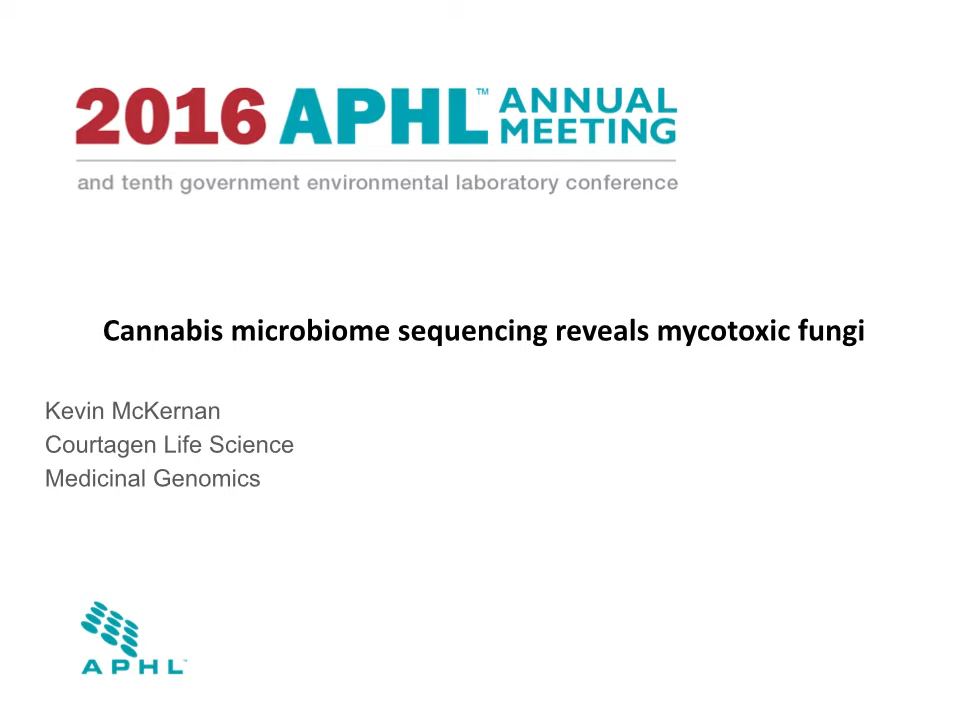 2016 APHL™ ANNUAL MEETING
and tenth government environmental laboratory conference
Cannabis microbiome sequencing reveals mycotoxic fungi
Kevin McKernan
Courtagen Life Science
Medicinal Genomics
APHL™